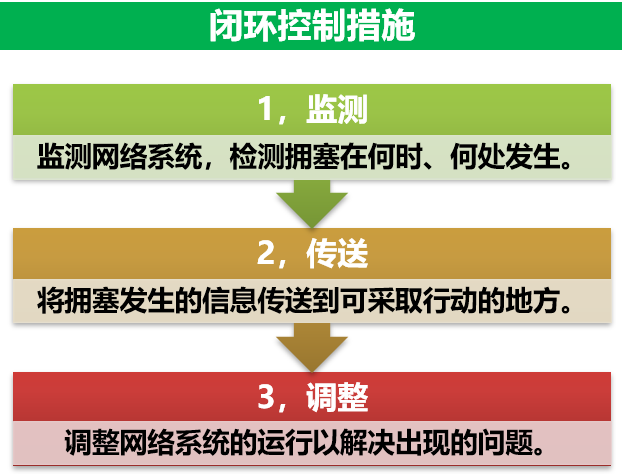 闭环控制措施
1，监测
监测网络系统，检测拥塞在何时、何处发生。
2，传送
将拥塞发生的信息传送到可采取行动的地方。
3，调整
调整网络系统的运行以解决出现的问题。